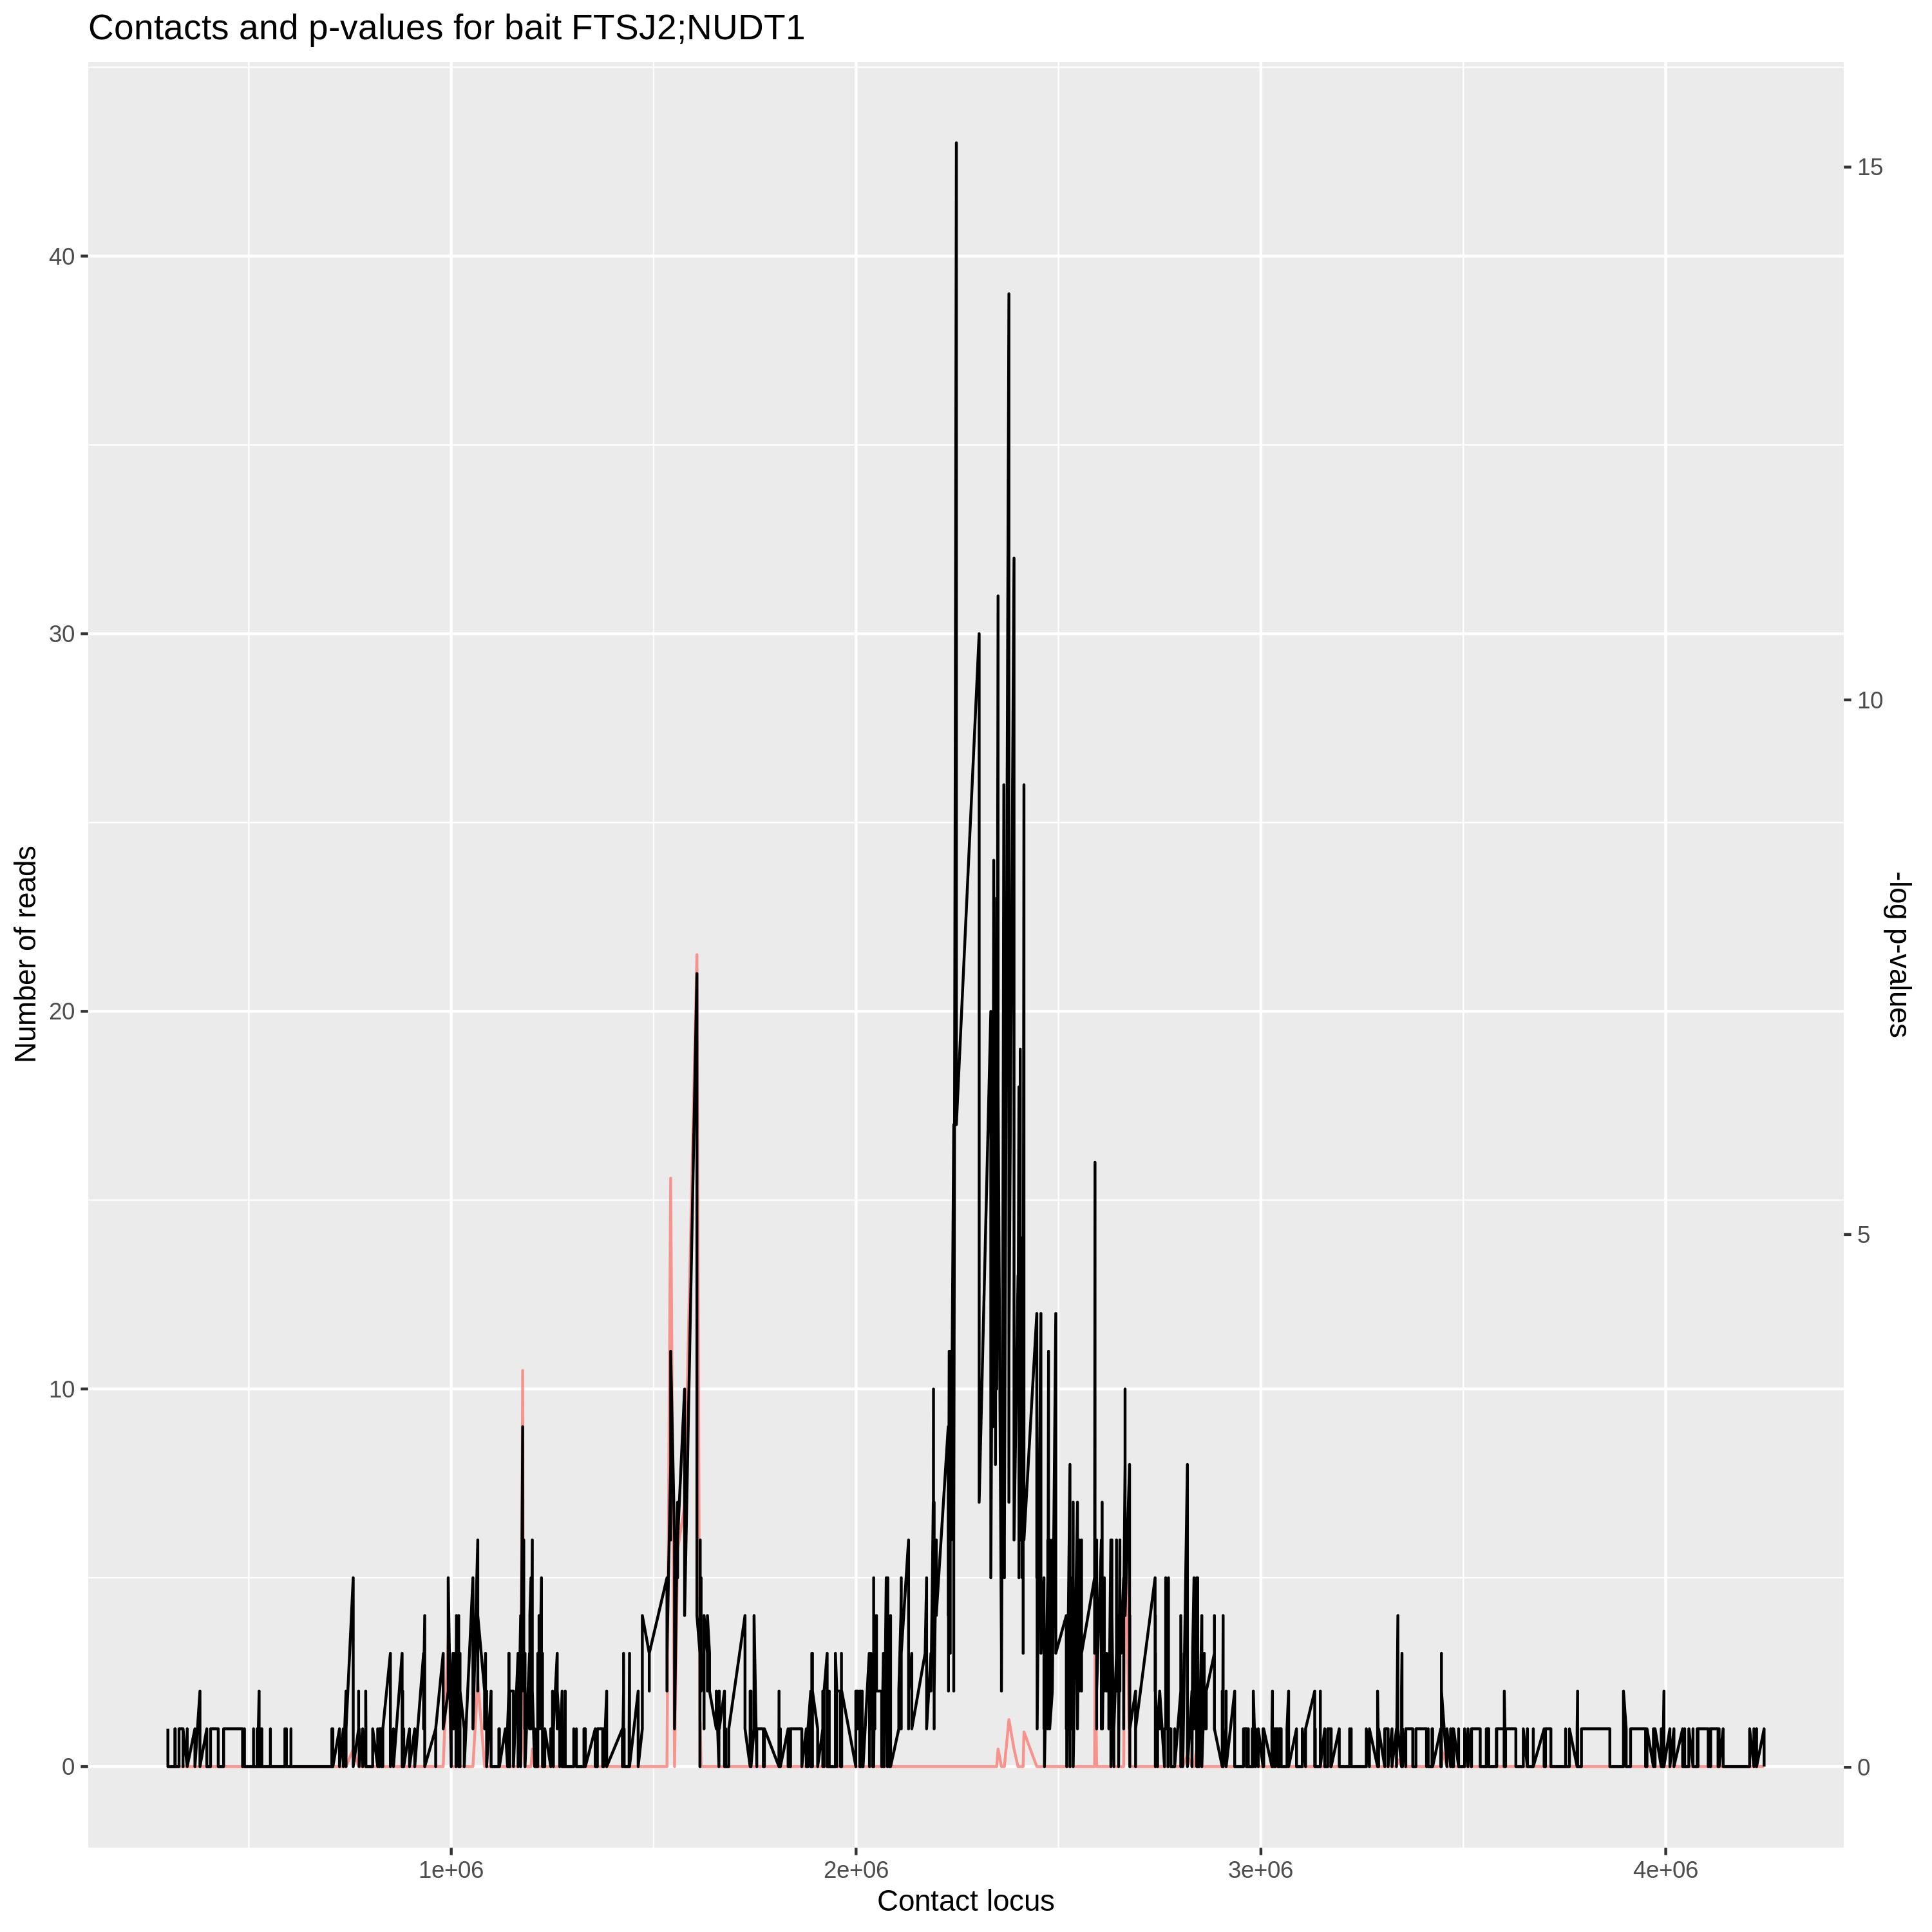 Contacts and p-values for bait FTSJ2;NUDT1
Number of reads
40
30
20
10
0
15
10
5
0
-log p-values
1e+06
2e+06
3e+06
4e+06
Contact locus